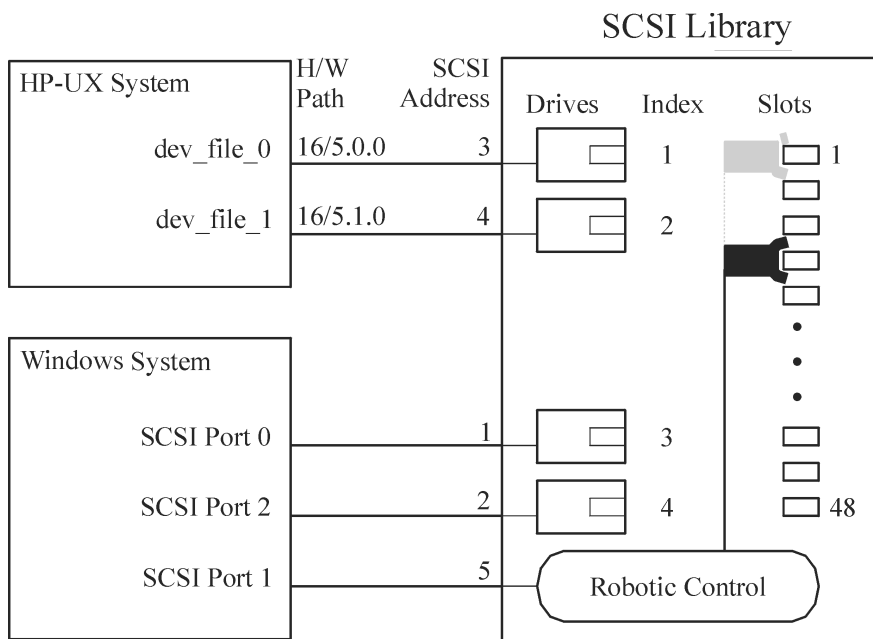 SCSI Library
HP-UX System
H/W Path
SCSI Address
Drives
Index
Slots
dev_file_0
16/5.0.0
3
1
1
dev_file_1
16/5.1.0
4
2
Windows System
SCSI Port 0
1
3
SCSI Port 2
2
4
48
SCSI Port 1
5
Robotic Control